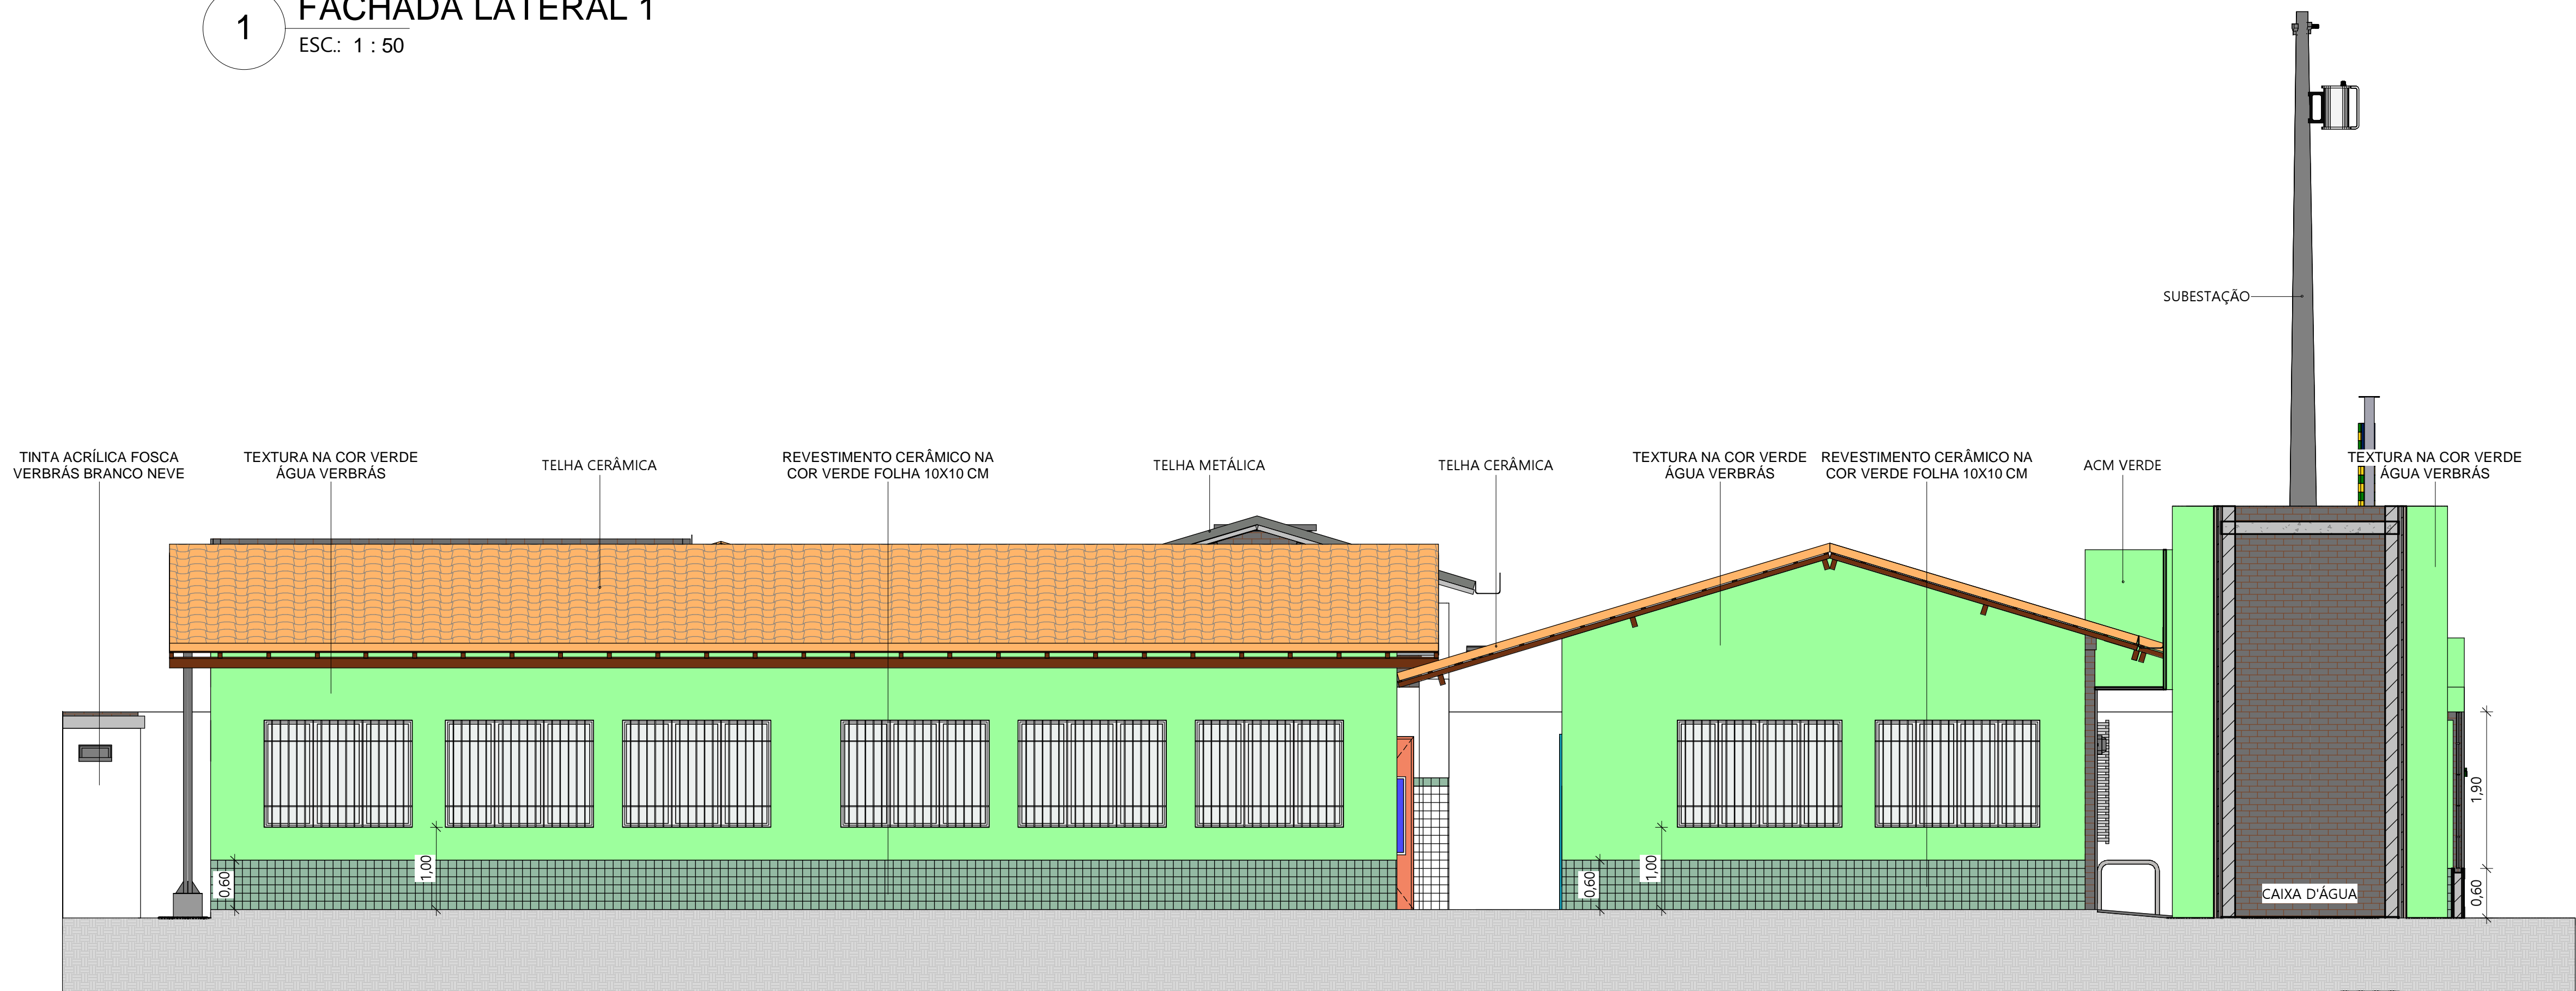 1
FACHADA LATERAL 1
ESC.: 1 : 50
SUBESTAÇÃO
TINTA ACRÍLICA FOSCA
VERBRÁS BRANCO NEVE
TEXTURA NA COR VERDE
ÁGUA VERBRÁS
TELHA CERÂMICA
REVESTIMENTO CERÂMICO NA
COR VERDE FOLHA 10X10 CM
TELHA METÁLICA
TELHA CERÂMICA
TEXTURA NA COR VERDE
ÁGUA VERBRÁS
REVESTIMENTO CERÂMICO NA
COR VERDE FOLHA 10X10 CM
ACM VERDE
TEXTURA NA COR VERDE
ÁGUA VERBRÁS
0,60
1,00
0,60
1,00
CAIXA D'ÁGUA
1,90
0,60